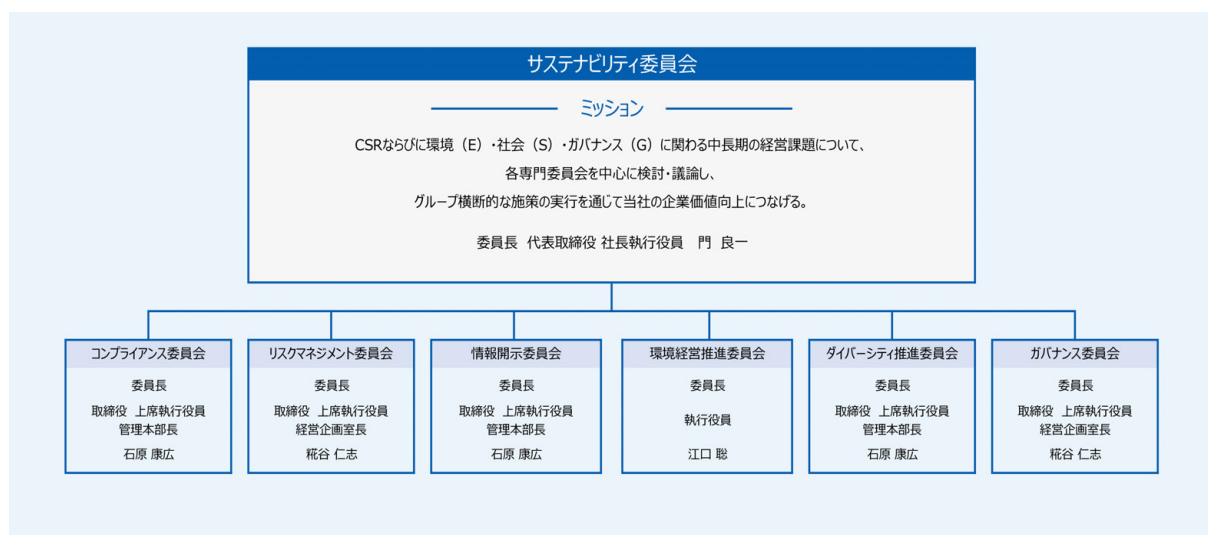 サステナビリティ委員会
ミッション
CSRならびに環境（E）・社会（S）・ガバナンス（G）に関わる中長期の経営課題について、
各専門委員会を中心に検討・議論し、
グループ横断的な施策の実行を通じて当社の企業価値向上につなげる。
委員長 代表取締役 社長執行役員　門 良一
コンプライアンス委員会
委員長
取締役 上席執行役員
管理本部長
石原 康広
リスクマネジメント委員会
委員長
取締役 上席執行役員
経営企画室長
糀谷 仁志
情報開示委員会
委員長
取締役 上席執行役員
管理本部長
石原 康広
環境経営推進委員会
委員長
執行役員
江口 聡
ダイバーシティ推進委員会
委員長
取締役 上席執行役員
管理本部長
石原 康広
ガバナンス委員会
委員長
取締役 上席執行役員
経営企画室長
糀谷 仁志